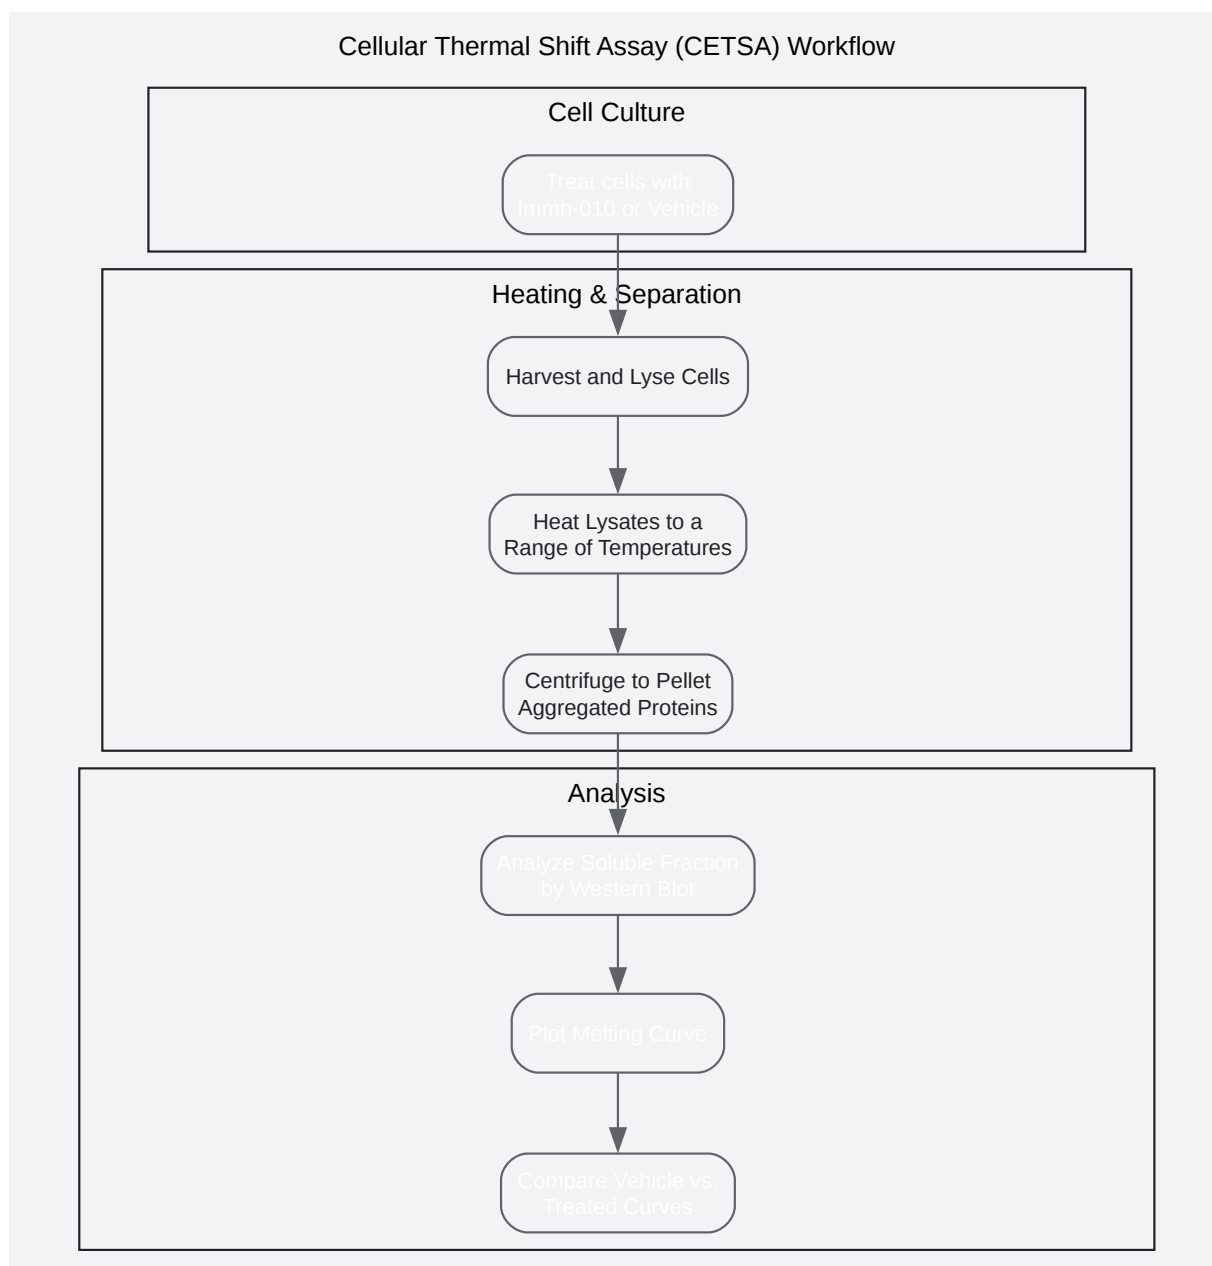 Cellular Thermal Shift Assay (CETSA) Workflow
Cell Culture
Treat cells with
Immh-010 or Vehicle
Heating & Separation
Harvest and Lyse Cells
Heat Lysates to a
Range of Temperatures
Centrifuge to Pellet
Aggregated Proteins
Analysis
Analyze Soluble Fraction
by Western Blot
Plot Melting Curve
Compare Vehicle vs.
Treated Curves